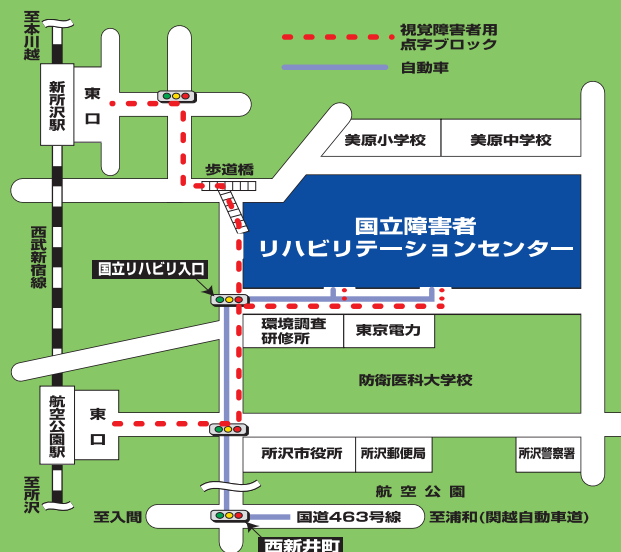 至本川越
視覚障害者用
点字ブロック
自動車
新所沢駅
東口
歩道橋
美原小学校
美原中学校
国立障害者
リハビリテーションセンター
西武新宿線
国立リハビリ入口
環境調査
研修所
東京電力
防衛医科大学校
航空公園駅
東口
所沢市役所
所沢郵便局
所沢警察署
至所沢
航空公園
至入間
国道463号線
至浦和(関越自動車道)
西新井町